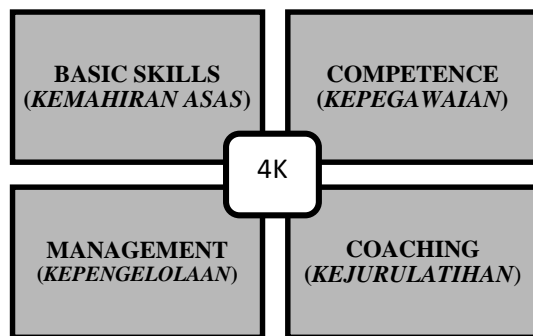 BASIC SKILLS
(KEMAHIRAN ASAS)
COMPETENCE
(KEPEGAWAIAN)
4K
MANAGEMENT
(KEPENGELOLAAN)
COACHING
(KEJURULATIHAN)